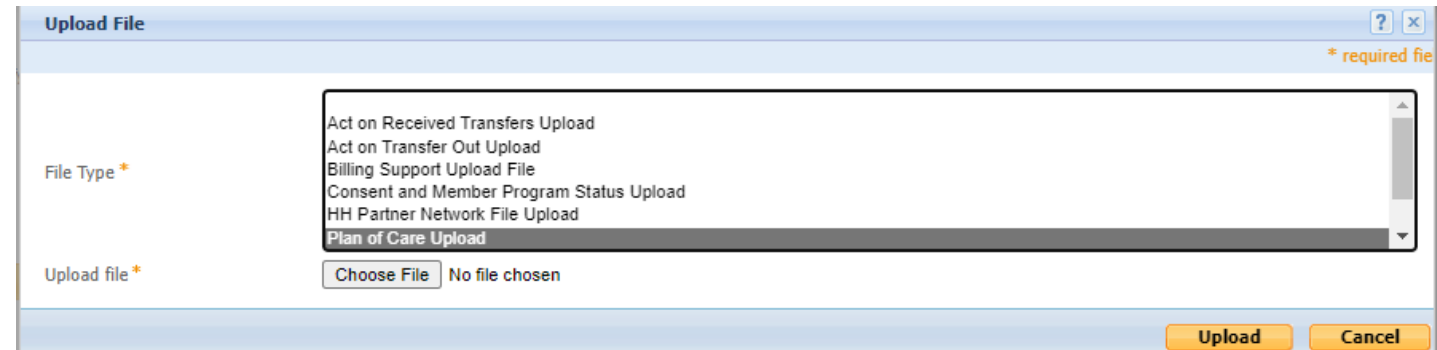 Upload File ? x
* required fie
File Type *
Act on Received Transfers Upload
Act on Transfer Out Upload
Billing Support Upload File
Consent and Member Program Status Upload
HH Partner Network File Upload
Plan of Care Upload
Upload file * Choose File No file chosen
Upload Cancel